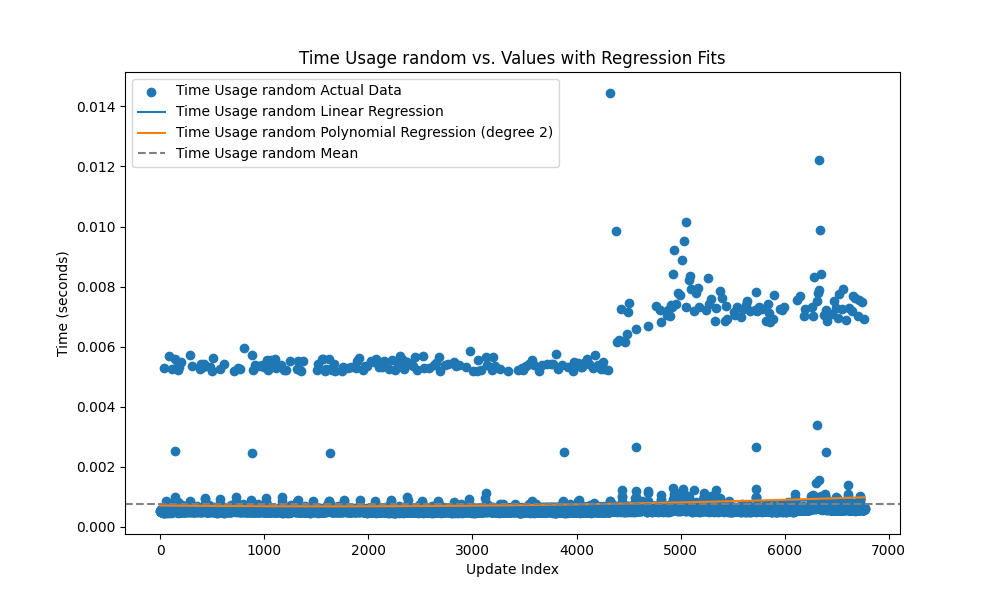 Time Usage random vs. Values with Regression Fits
Time Usage random Actual Data
Time Usage random Linear Regression
Time Usage random Polynomial Regression (degree 2)
Time Usage random Mean
Time (seconds)
0.014
0.012
0.010
0.008
0.006
0.004
0.002
0.000
0 1000 2000 3000 4000 5000 6000 7000
Update Index